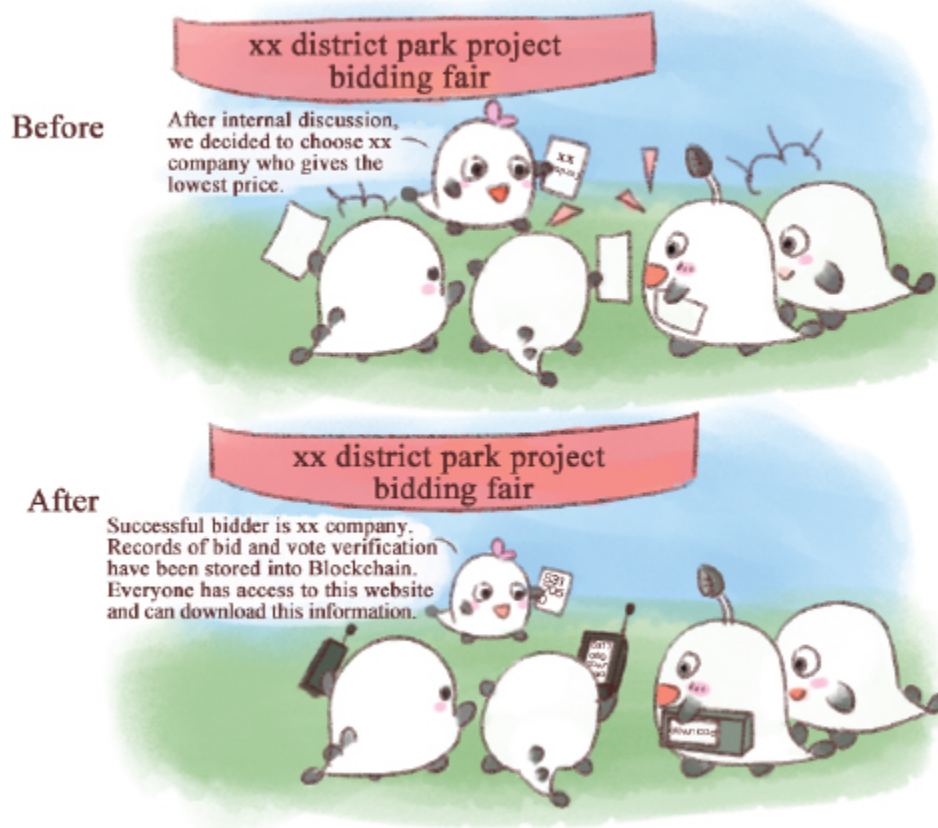 xx district park project
bidding fair
Before
After internal discussion,
we decided to choose xx
company who gives the
lowest price.
xx
xx district park project
bidding fair
After
Successful bidder is xx company.
Records of bid and vote verification
have been stored into Blockchain.
Everyone has access to this website
and can download this information.